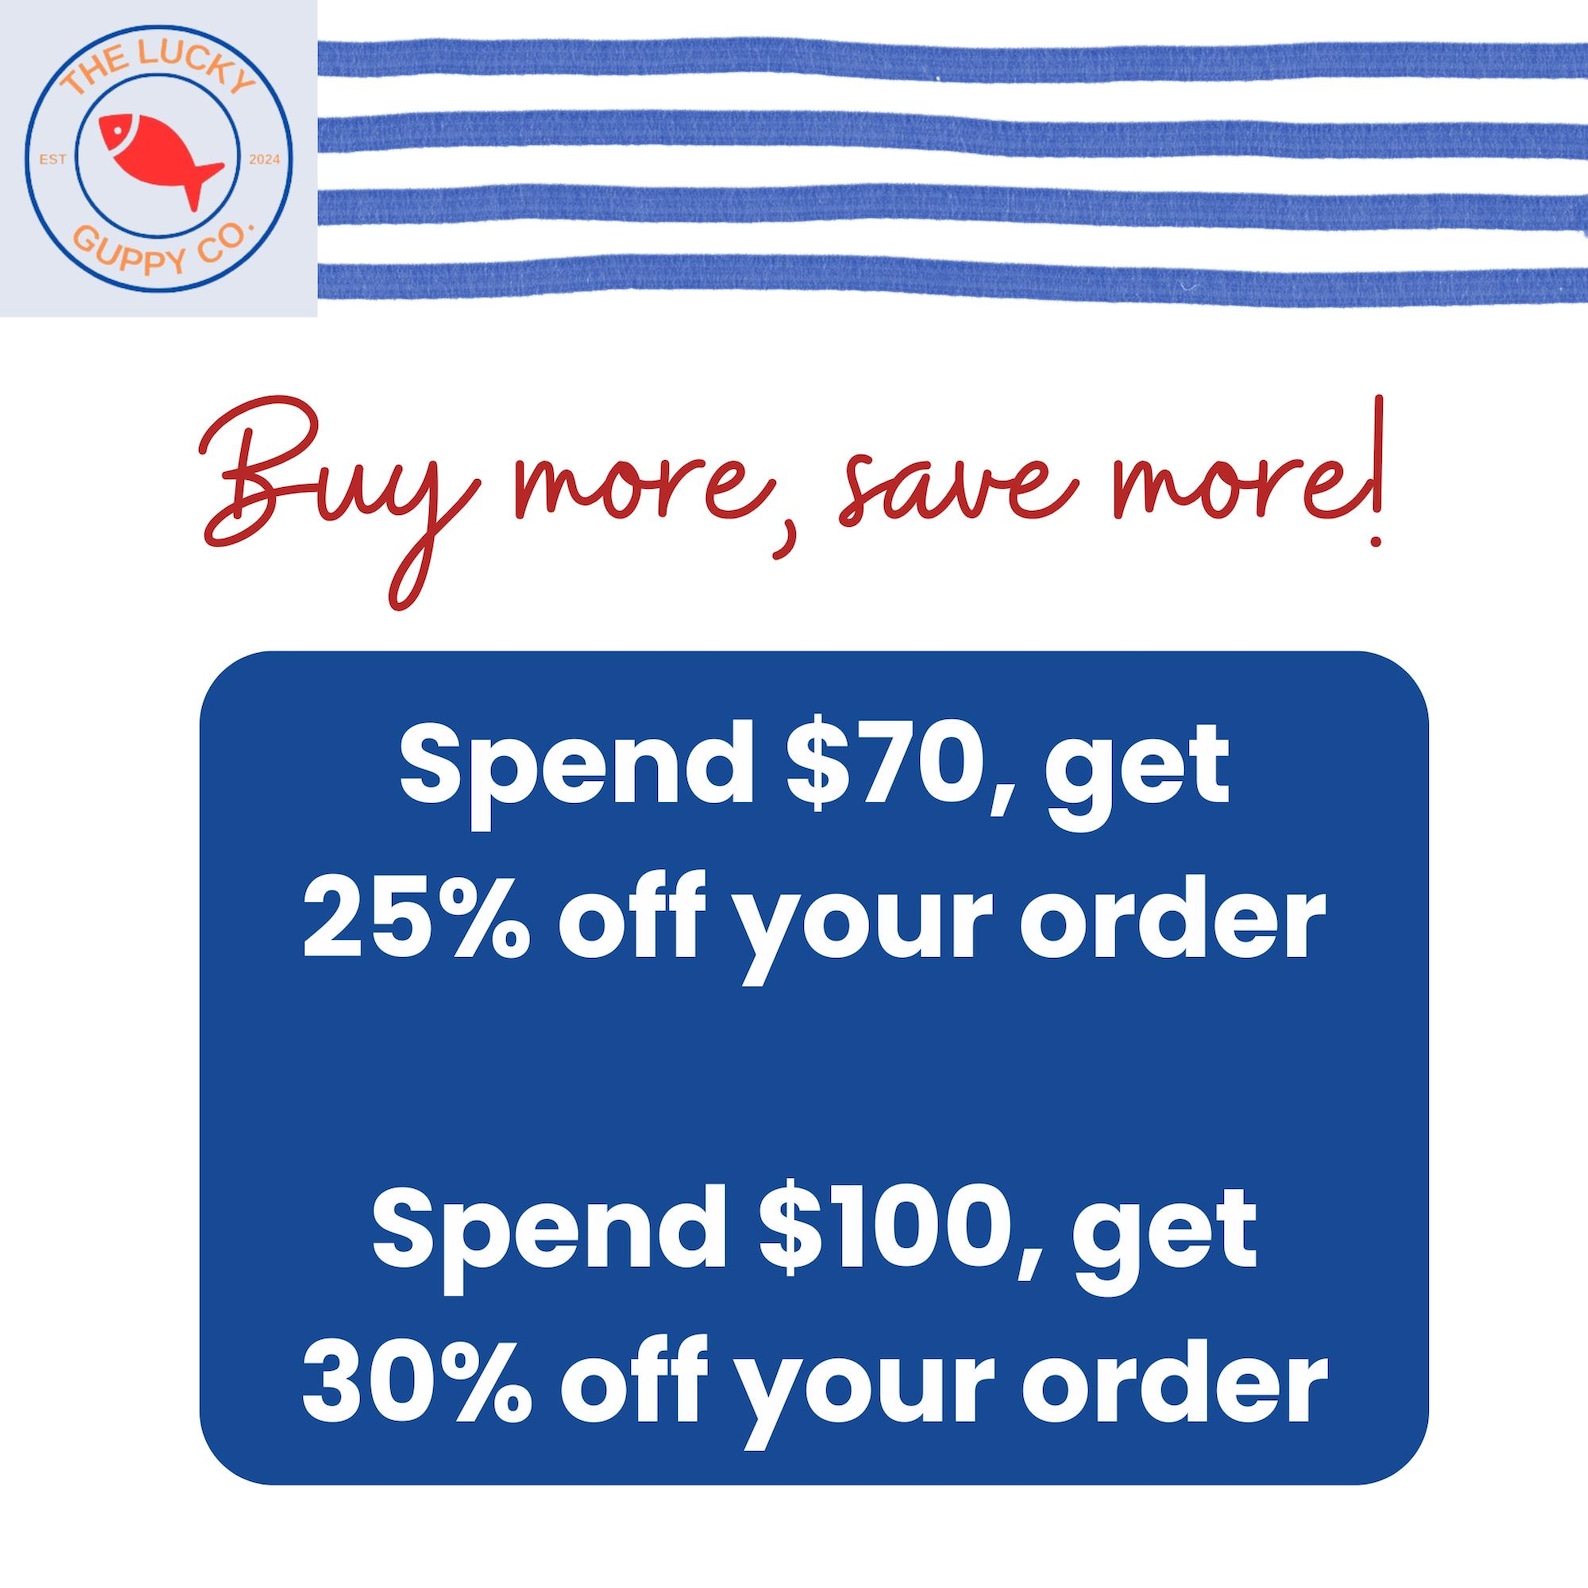 THE LUCKY
EST 2024
GUPPY CO.
Buy more, save more!
Spend $70, get
25% off your order
Spend $100, get
30% off your order